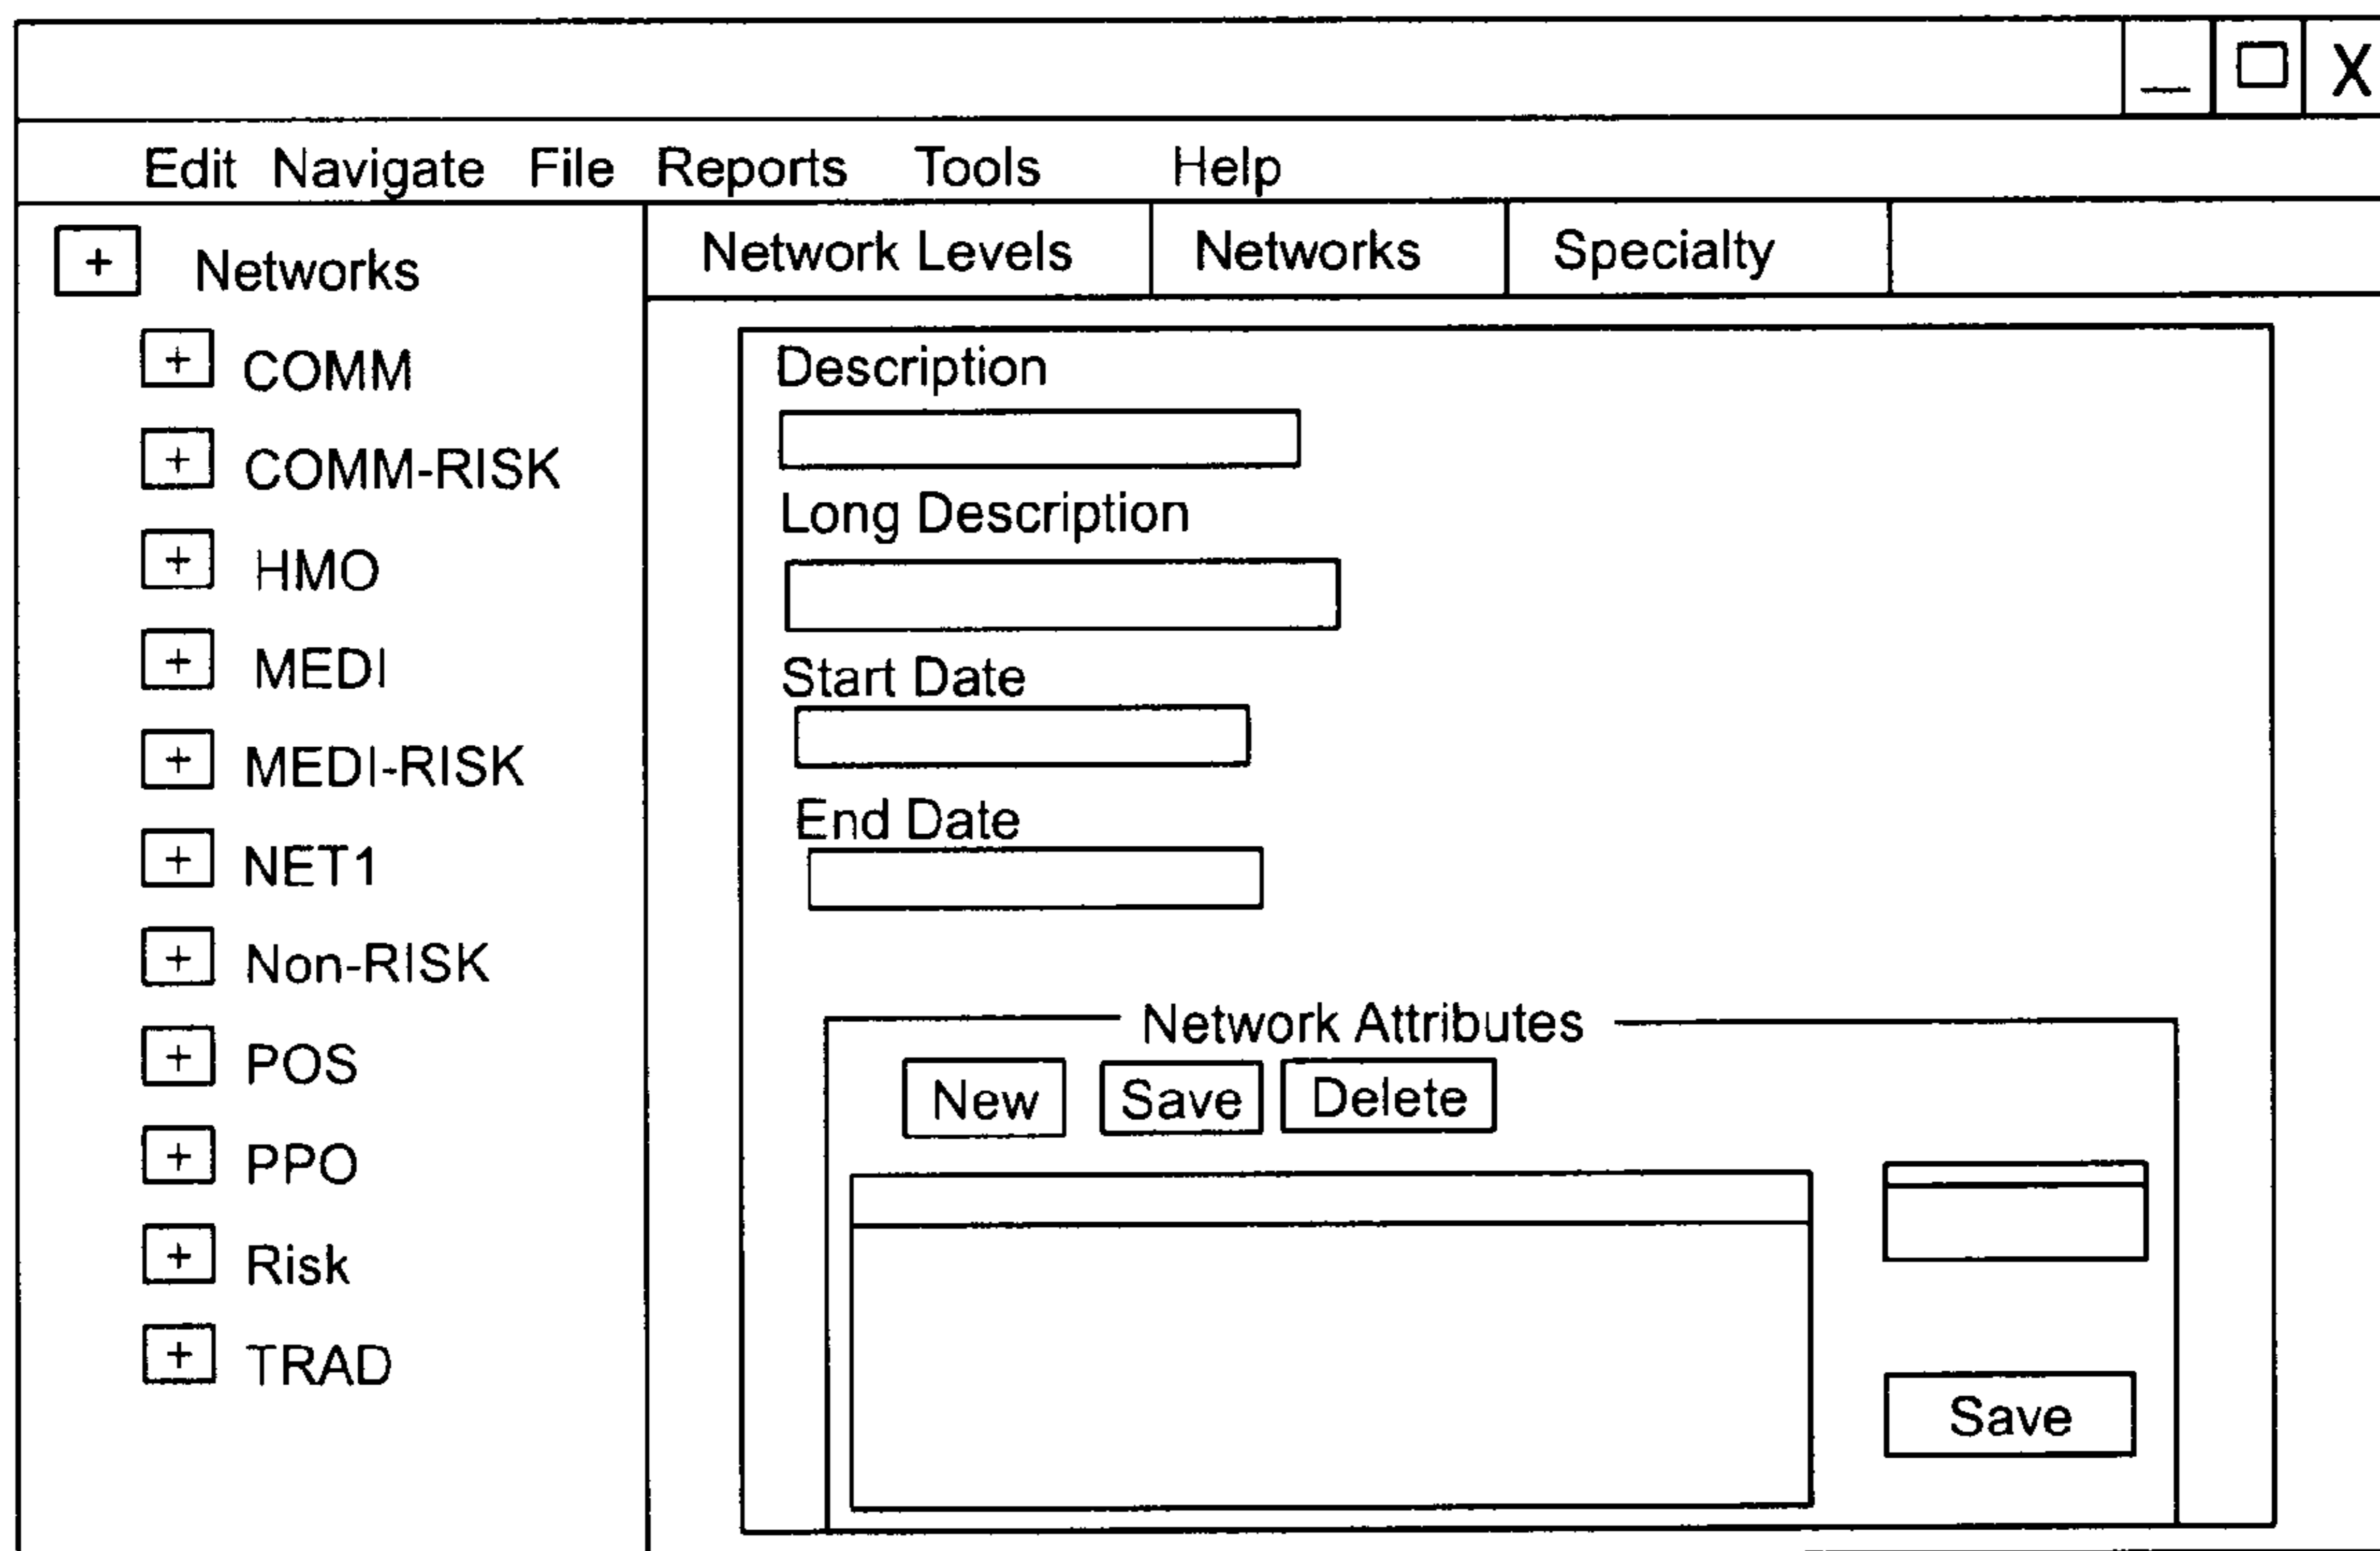 X
Edit Navigate File Reports Tools Help
+ Networks
+ COMM
+ COMM-RISK
+ HMO
+ MEDI
+ MEDI-RISK
+ NET1
+ Non-RISK
+ POS
+ PPO
+ Risk
+ TRAD
Network Levels Networks Specialty
Description
Long Description
Start Date
End Date
Network Attributes
New Save Delete
Save